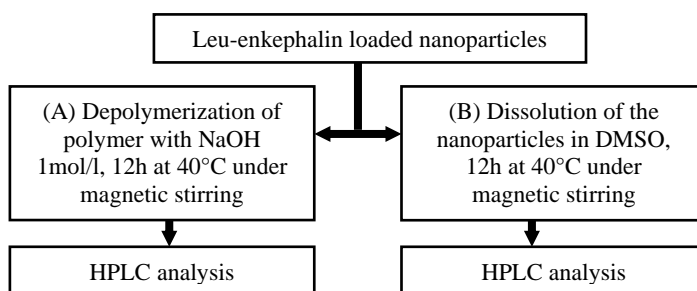 Leu-enkephalin loaded nanoparticles
(A) Depolymerization of
polymer with NaOH
1mol/l, 12h at 40°C under
magnetic stirring
(B) Dissolution of the
nanoparticles in DMSO,
12h at 40°C under
magnetic stirring
HPLC analysis
HPLC analysis